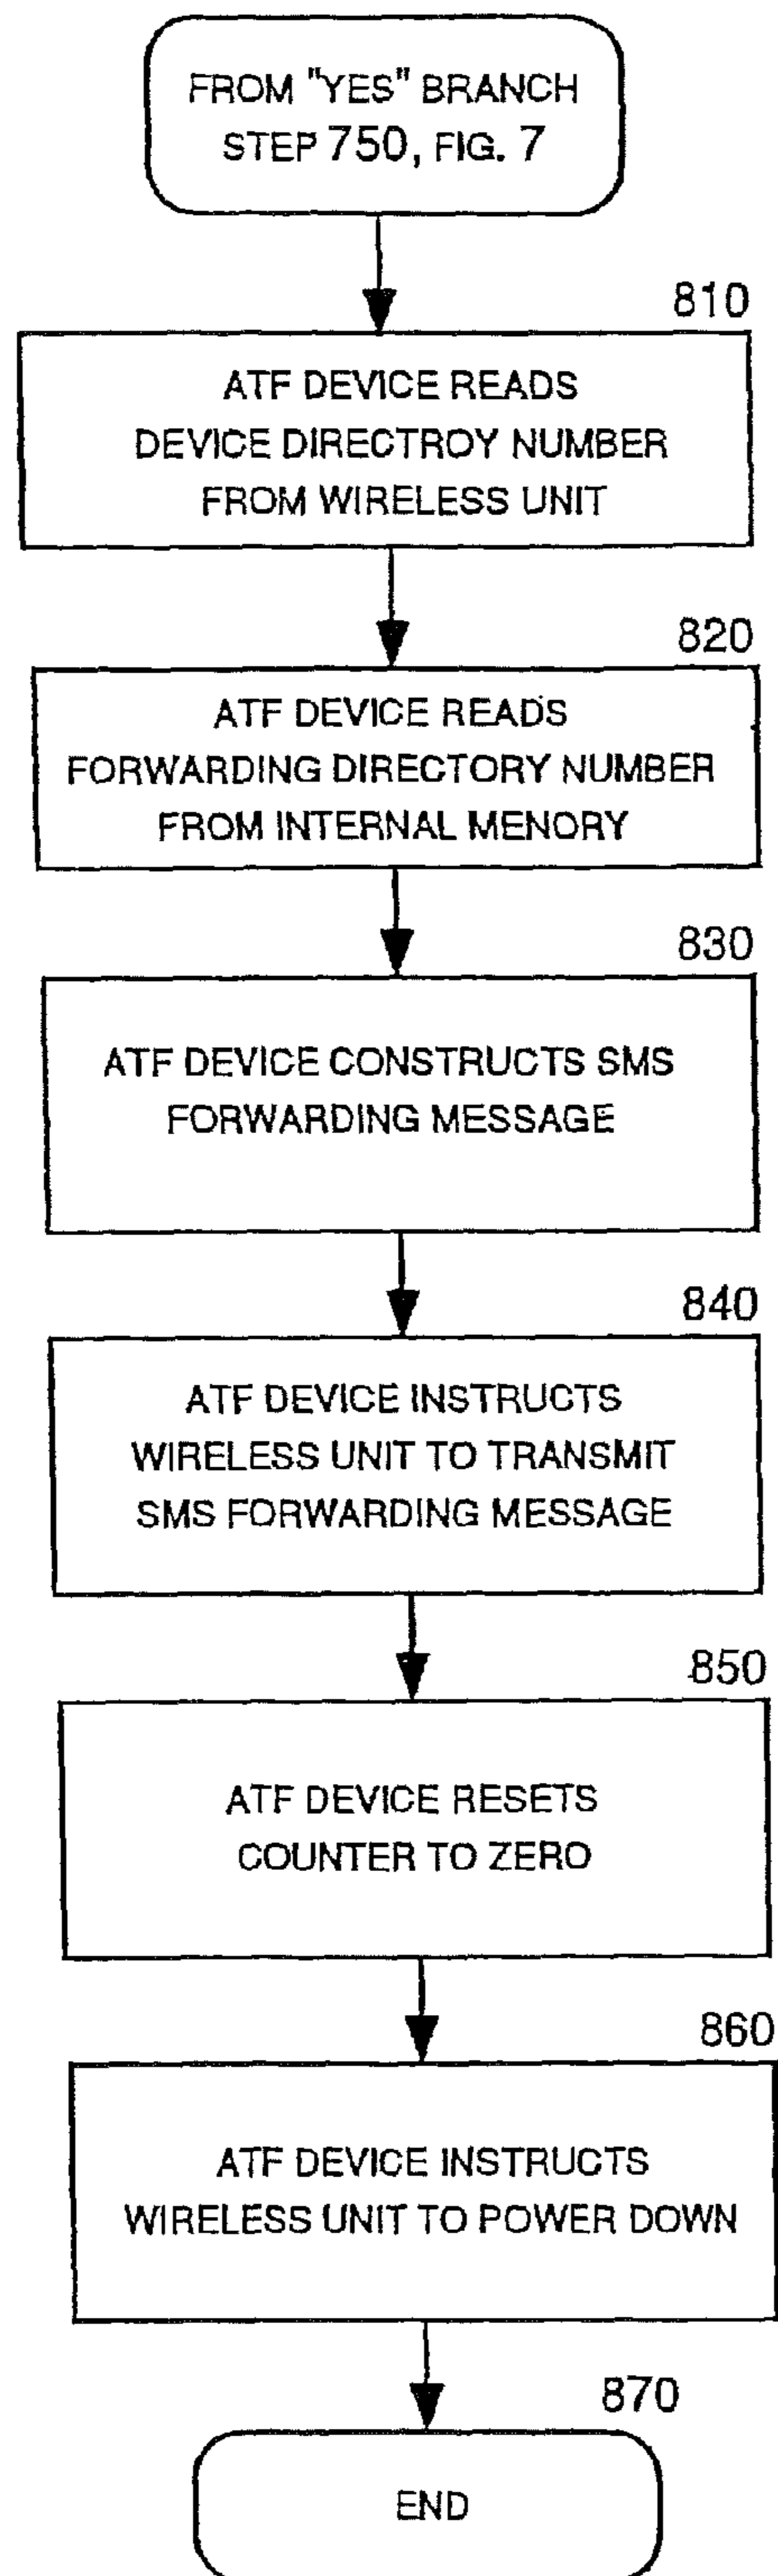 FROM "YES" BRANCH
STEP 750, FIG. 7
810
ATF DEVICE READS
DEVICE DIRECTROY NUMBER
FROM WIRELESS UNIT
820
ATF DEVICE READS
FORWARDING DIRECTORY NUMBER
FROM INTERNAL MENORY
830
ATF DEVICE CONSTRUCTS SMS
FORWARDING MESSAGE
840
ATF DEVICE INSTRUCTS
WIRELESS UNIT TO TRANSMIT
SMS FORWARDING MESSAGE
850
ATF DEVICE RESETS
COUNTER TO ZERO
860
ATF DEVICE INSTRUCTS
WIRELESS UNIT TO POWER DOWN
870
END